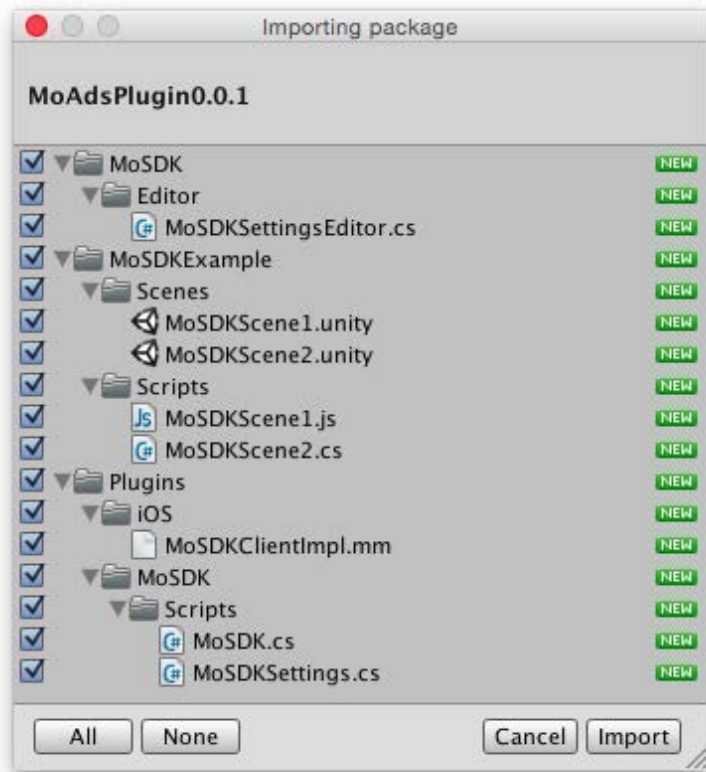 Importing package
MoAdsPlugin0.0.1
MoSDK NEW
Editor NEW
MoSDKSettingsEditor.cs NEW
MoSDKExample NEW
Scenes NEW
MoSDKScene1.unity NEW
MoSDKScene2.unity NEW
Scripts NEW
Js MoSDKScene1.js NEW
C# MoSDKScene2.cs NEW
Plugins NEW
iOS NEW
MoSDKClientImpl.mm NEW
MoSDK NEW
Scripts NEW
C# MoSDK.cs NEW
C# MoSDKSettings.cs NEW
All None Cancel Import